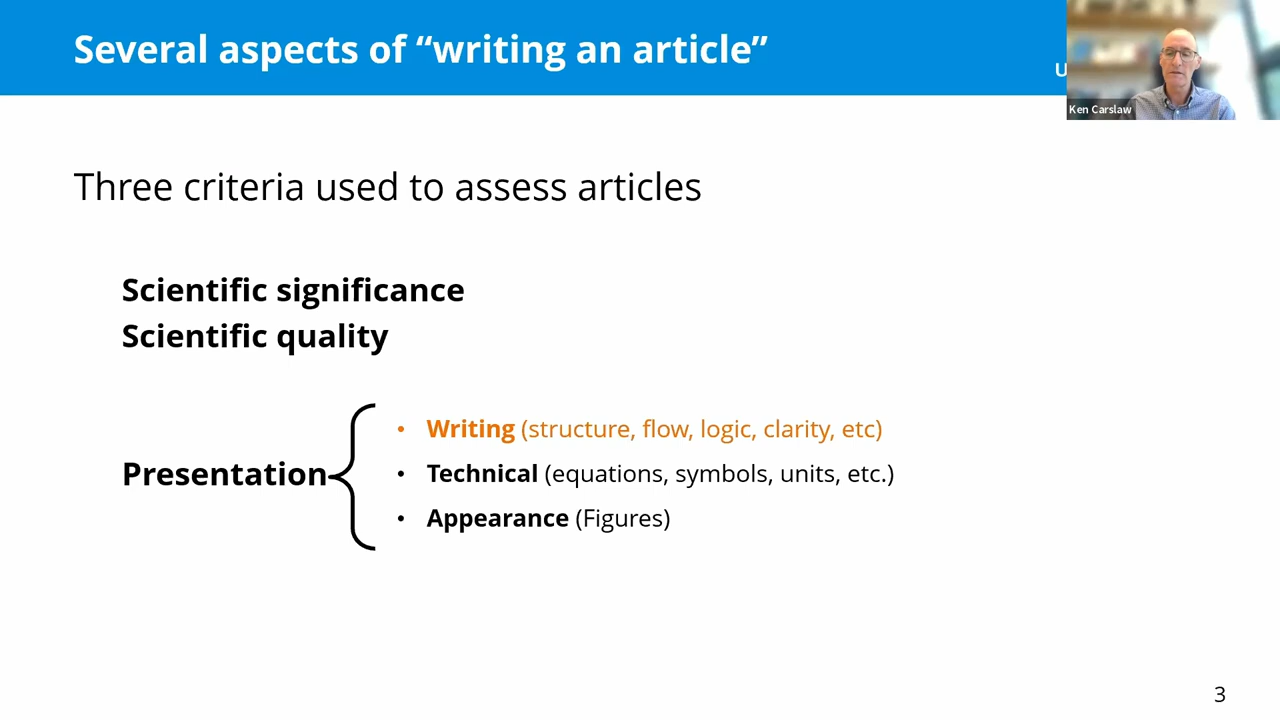 Several aspects of “writing an article”
U
Ken Carslaw
Three criteria used to assess articles
Scientific significance
Scientific quality
Presentation
• Writing (structure, flow, logic, clarity, etc)
• Technical (equations, symbols, units, etc.)
• Appearance (Figures)
3